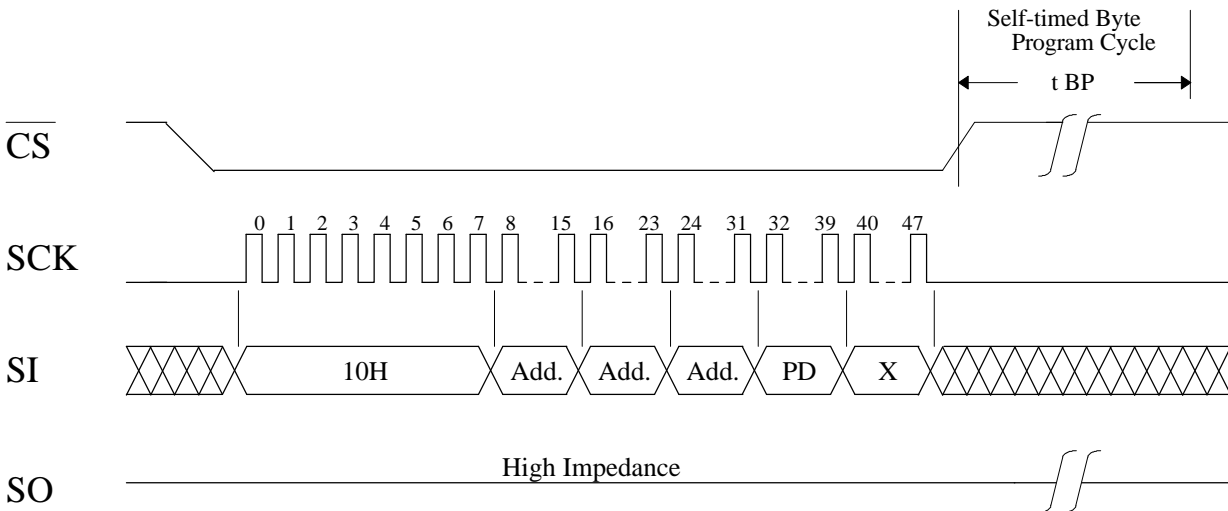 Self-timed Byte
Program Cycle
t BP
CS
0 1 2 3 4 5 6 7 8 15 16 23 24 31 32 39 40 47
SCK
SI 10H Add. Add. Add. PD X
High Impedance
SO